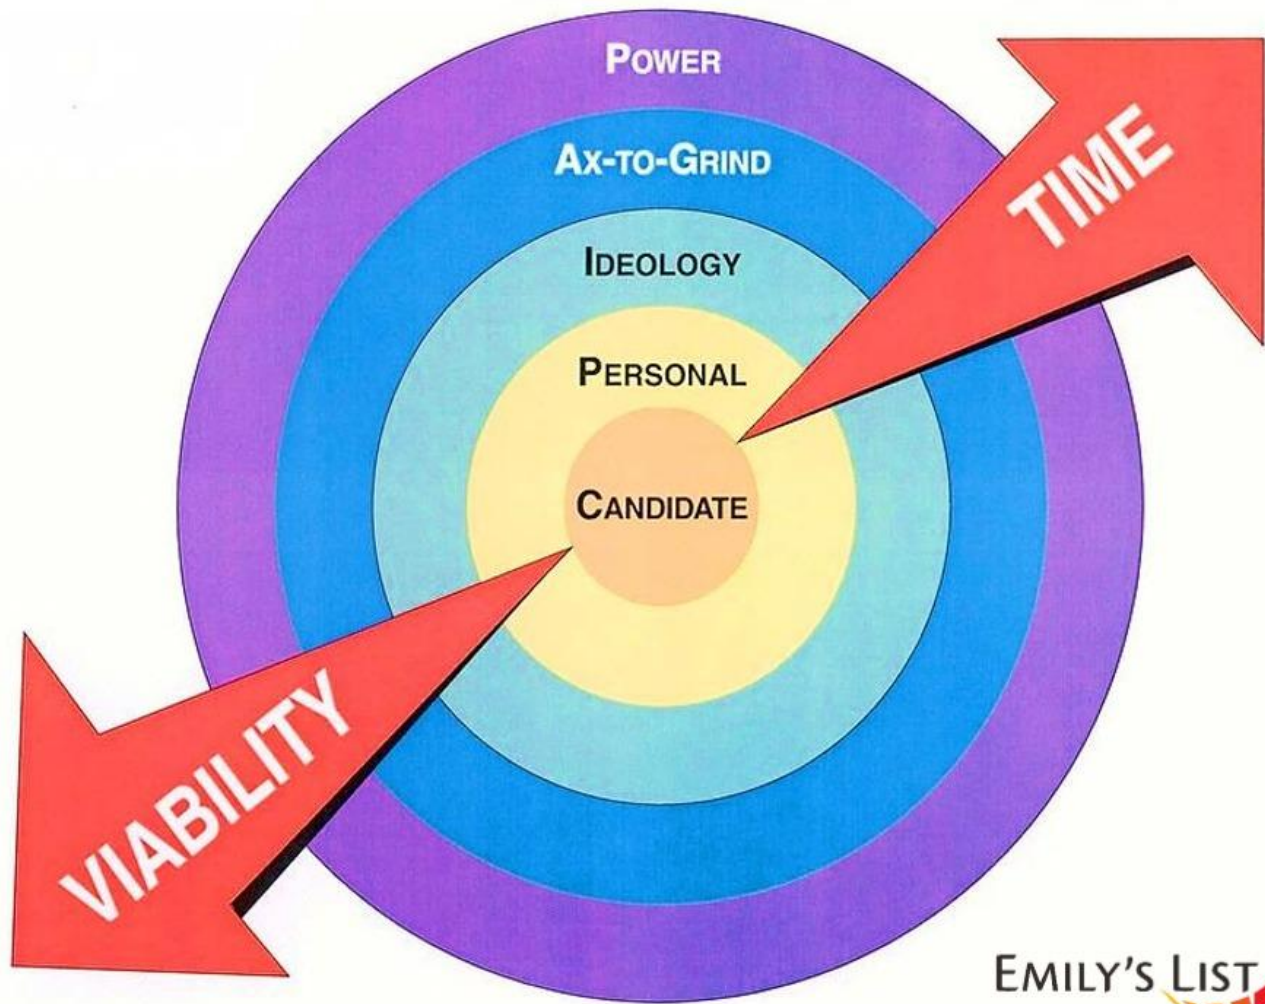 POWER
AX-TO-GRIND
IDEOLOGY
PERSONAL
CANDIDATE
TIME
VIABILITY
EMILY'S LIST